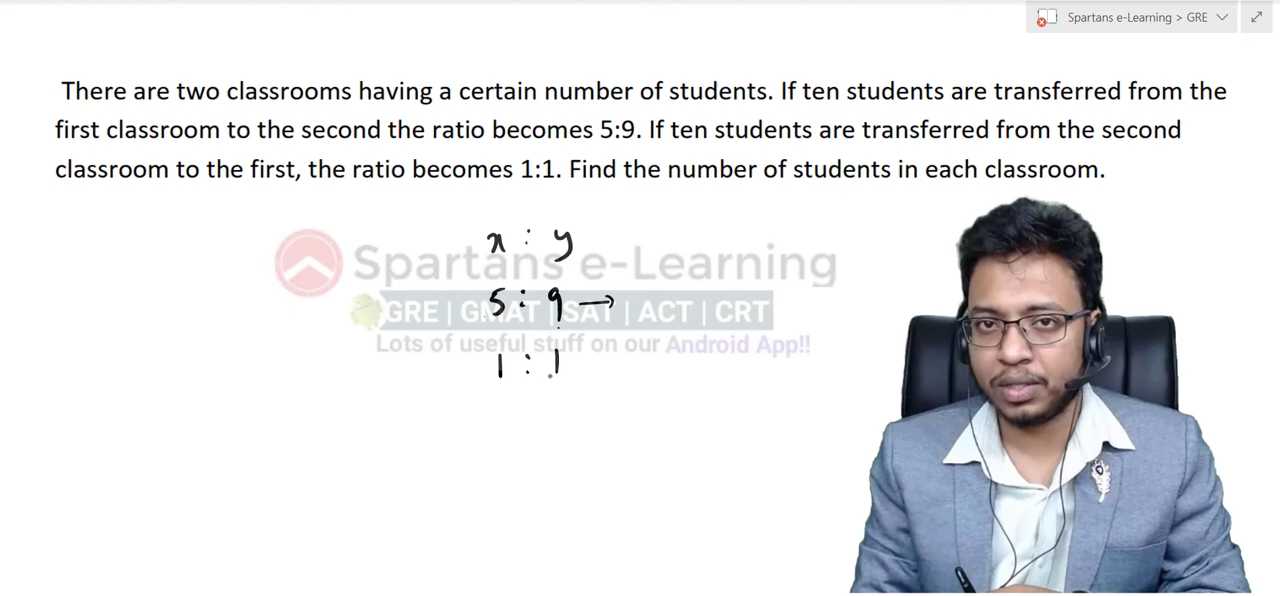 Spartans e-Learning > GRE
There are two classrooms having a certain number of students. If ten students are transferred from the
first classroom to the second the ratio becomes 5:9. If ten students are transferred from the second
classroom to the first, the ratio becomes 1:1. Find the number of students in each classroom.
x : y
Spartans e-Learning
5 : 9 →
GRE | GMAT | SAT | ACT | CRT
Lots of useful stuff on our Android App!!
1 : 1